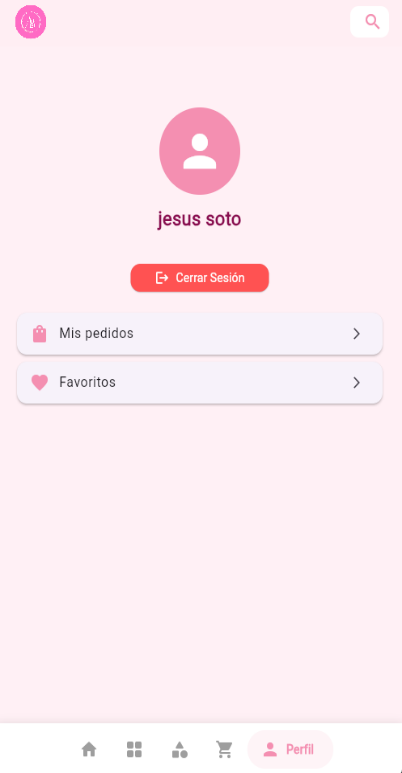 jesus soto
Cerrar Sesión
Mis pedidos
Favoritos
Perfil